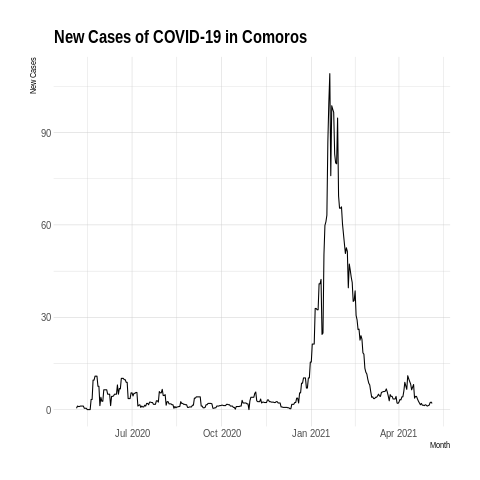 New Cases of COVID-19 in Comoros
New Cases
90
60
30
0
Jul 2020 Oct 2020 Jan 2021 Apr 2021
Month